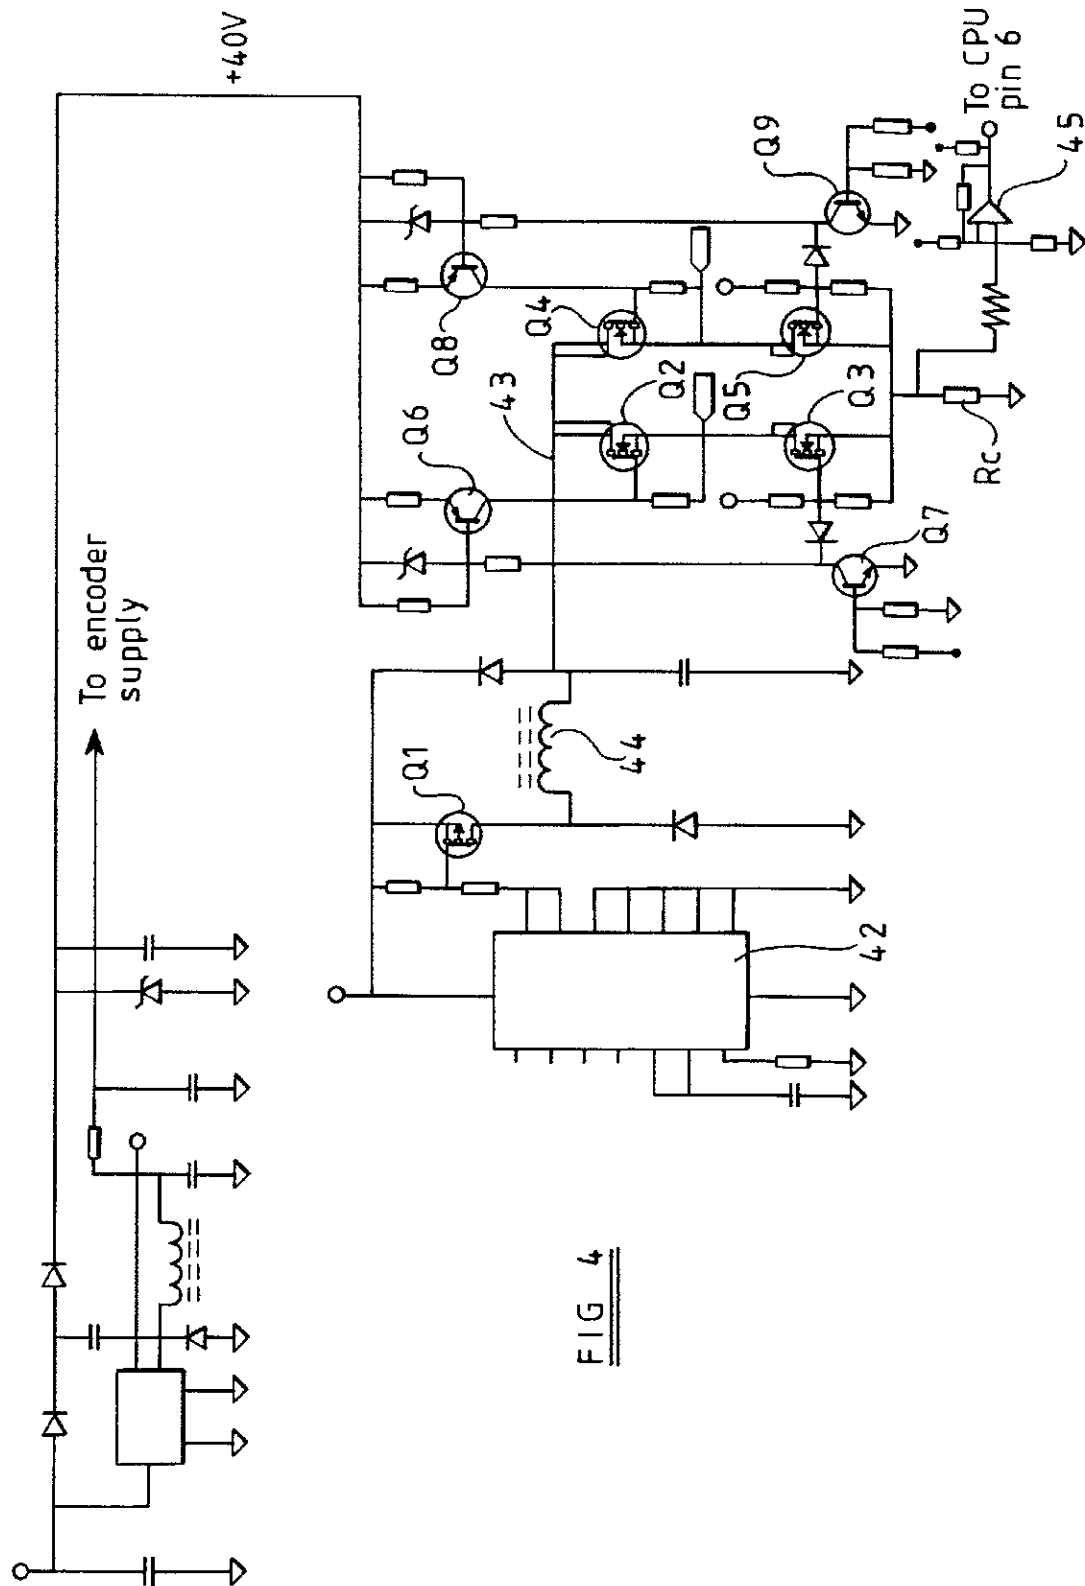 +40V
To encoder
supply
To CPU
pin 6
Q9
45
Q8
Q4
Q6
43
Q2
Q5
Q3
Rc
Q7
Q1
44
42
FIG 4